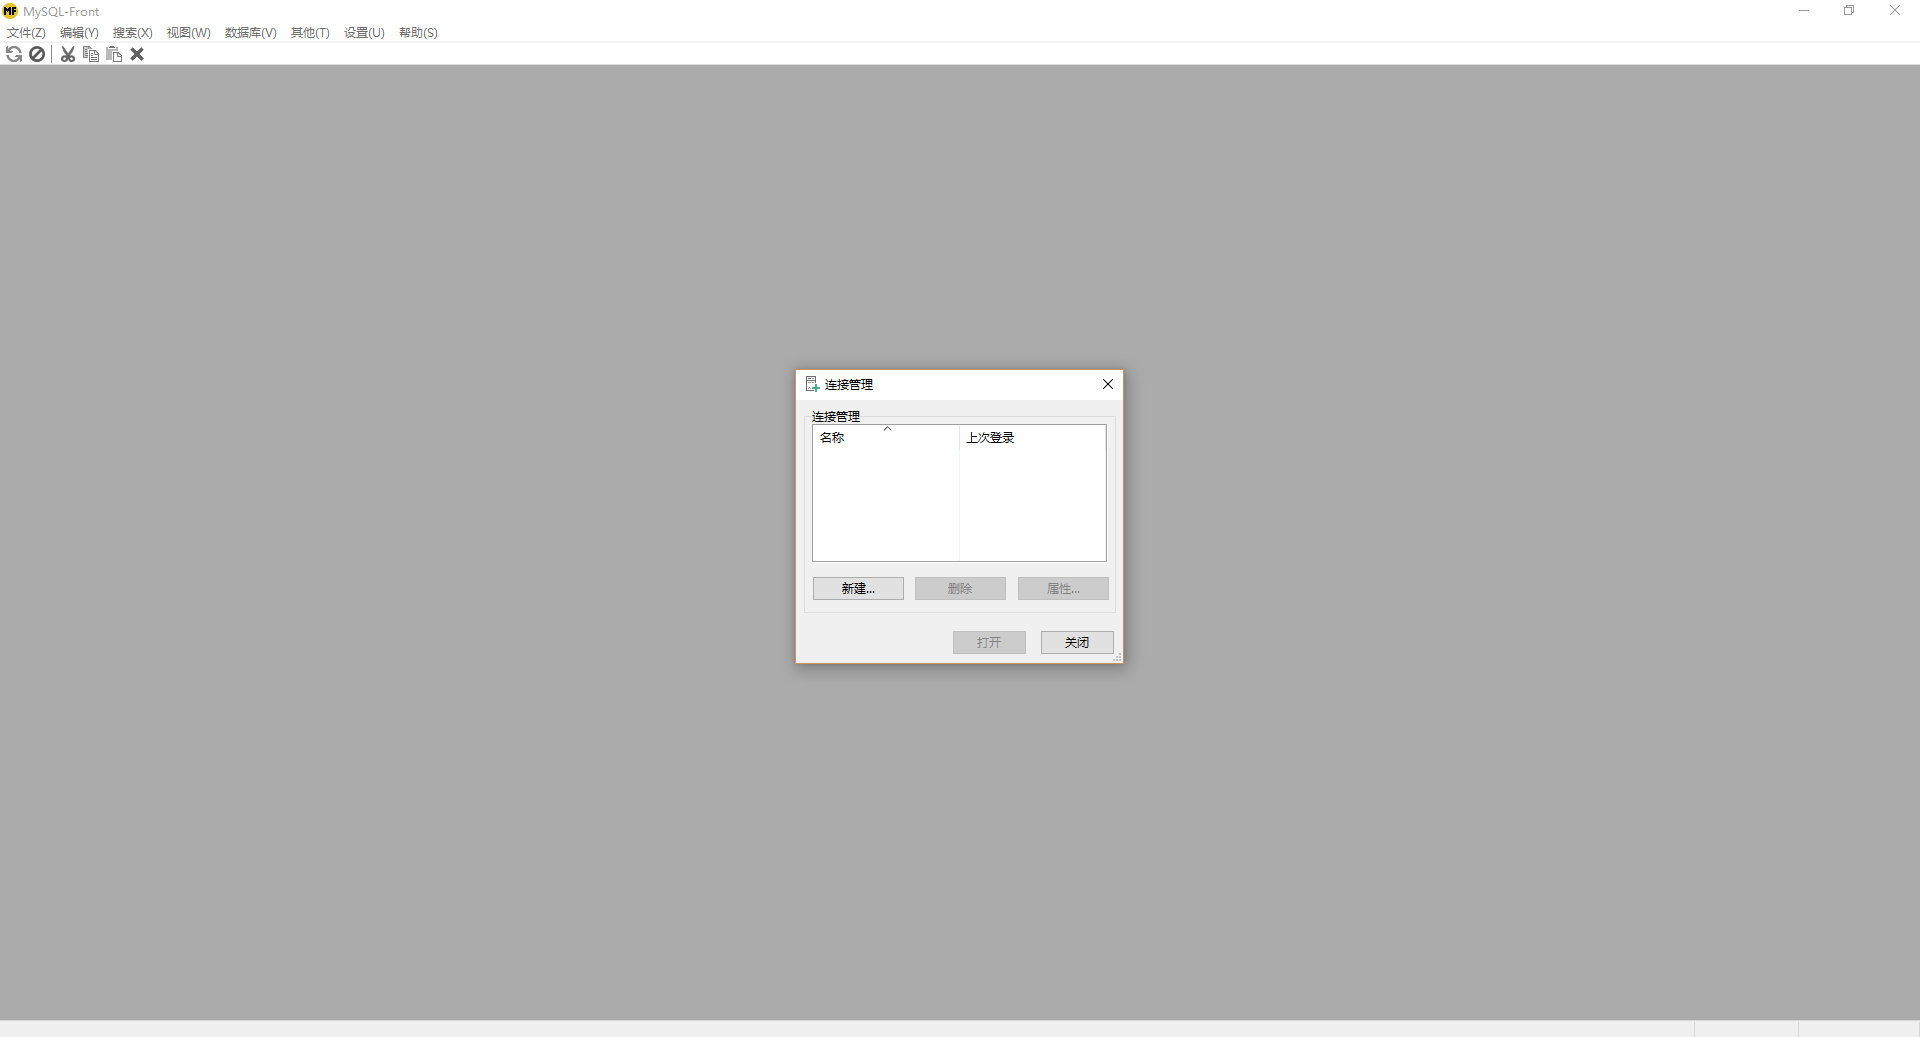 MF MySQL-Front
文件(Z) 编辑(Y) 搜索(X) 视图(W) 数据库(V) 其他(T) 设置(U) 帮助(S)
连接管理
连接管理
名称 上次登录
新建... 删除 属性...
打开 关闭